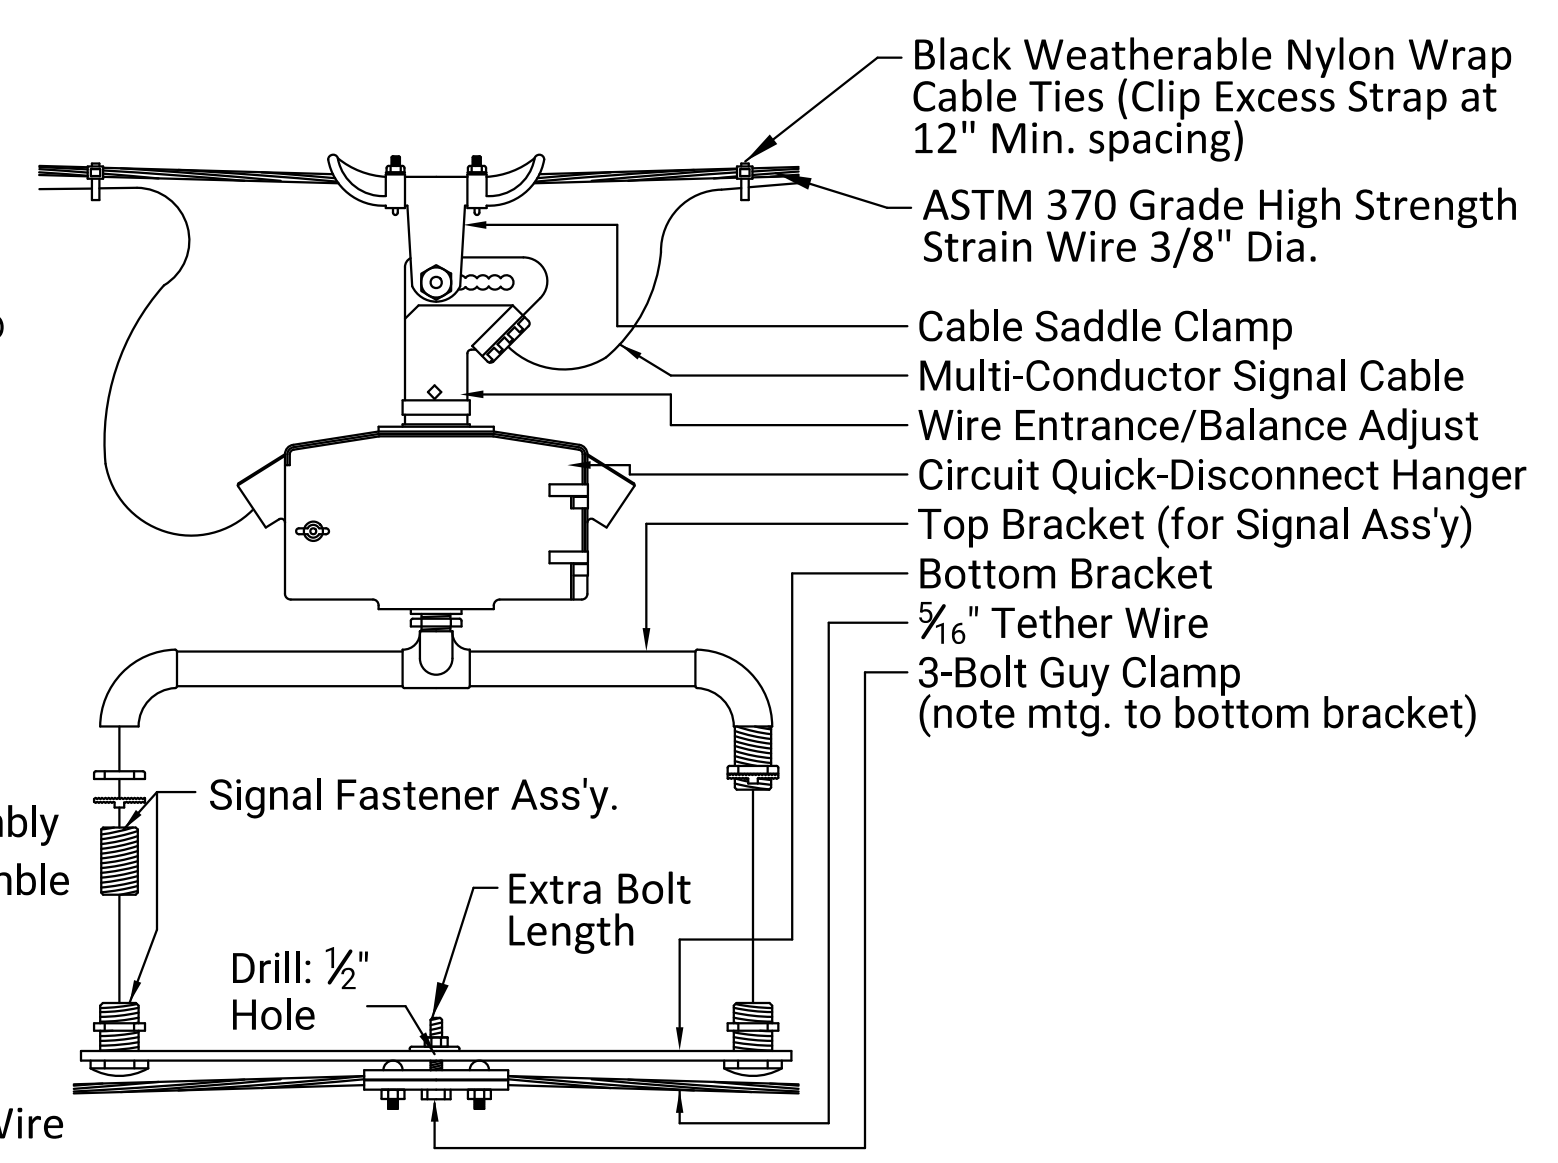 Black Weatherable Nylon Wrap
Cable Ties (Clip Excess Strap at
12" Min. spacing)
ASTM 370 Grade High Strength
Strain Wire 3/8" Dia.
Cable Saddle Clamp
Multi-Conductor Signal Cable
Wire Entrance/Balance Adjust
Circuit Quick-Disconnect Hanger
Top Bracket (for Signal Ass'y)
Bottom Bracket
5/16" Tether Wire
3-Bolt Guy Clamp
(note mtg. to bottom bracket)
Signal Fastener Ass'y.
Extra Bolt
Length
Drill: 1/2"
Hole